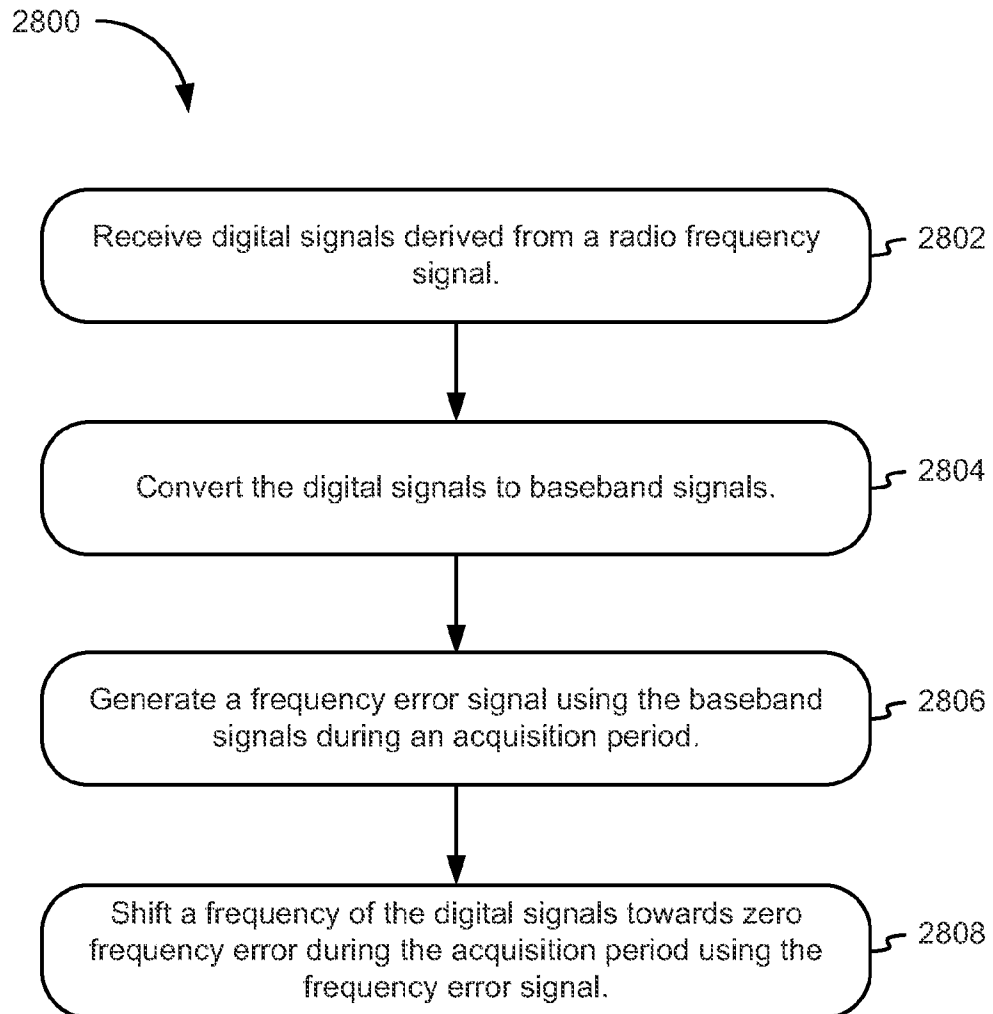 2800
Receive digital signals derived from a radio frequency
signal.
2802
Convert the digital signals to baseband signals.
2804
Generate a frequency error signal using the baseband
signals during an acquisition period.
2806
Shift a frequency of the digital signals towards zero
frequency error during the acquisition period using the
frequency error signal.
2808